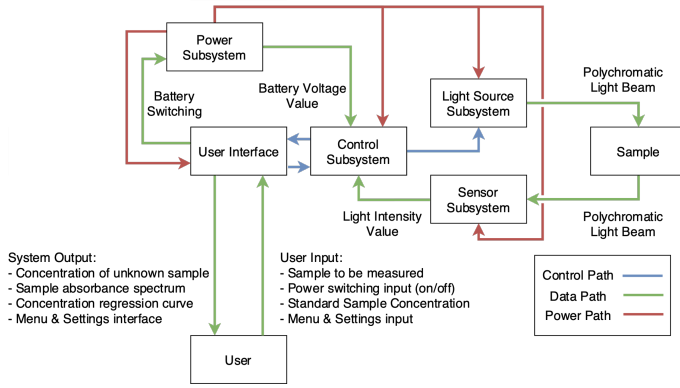 Power
Subsystem
Polychromatic
Light Beam
Battery
Switching
Battery Voltage
Value
Light Source
Subsystem
User Interface
Control
Subsystem
Sample
Sensor
Subsystem
Light Intensity
Value
Polychromatic
Light Beam
System Output:
- Concentration of unknown sample
- Sample absorbance spectrum
- Concentration regression curve
- Menu & Settings interface
User Input:
- Sample to be measured
- Power switching input (on/off)
- Standard Sample Concentration
- Menu & Settings input
Control Path
Data Path
Power Path
User